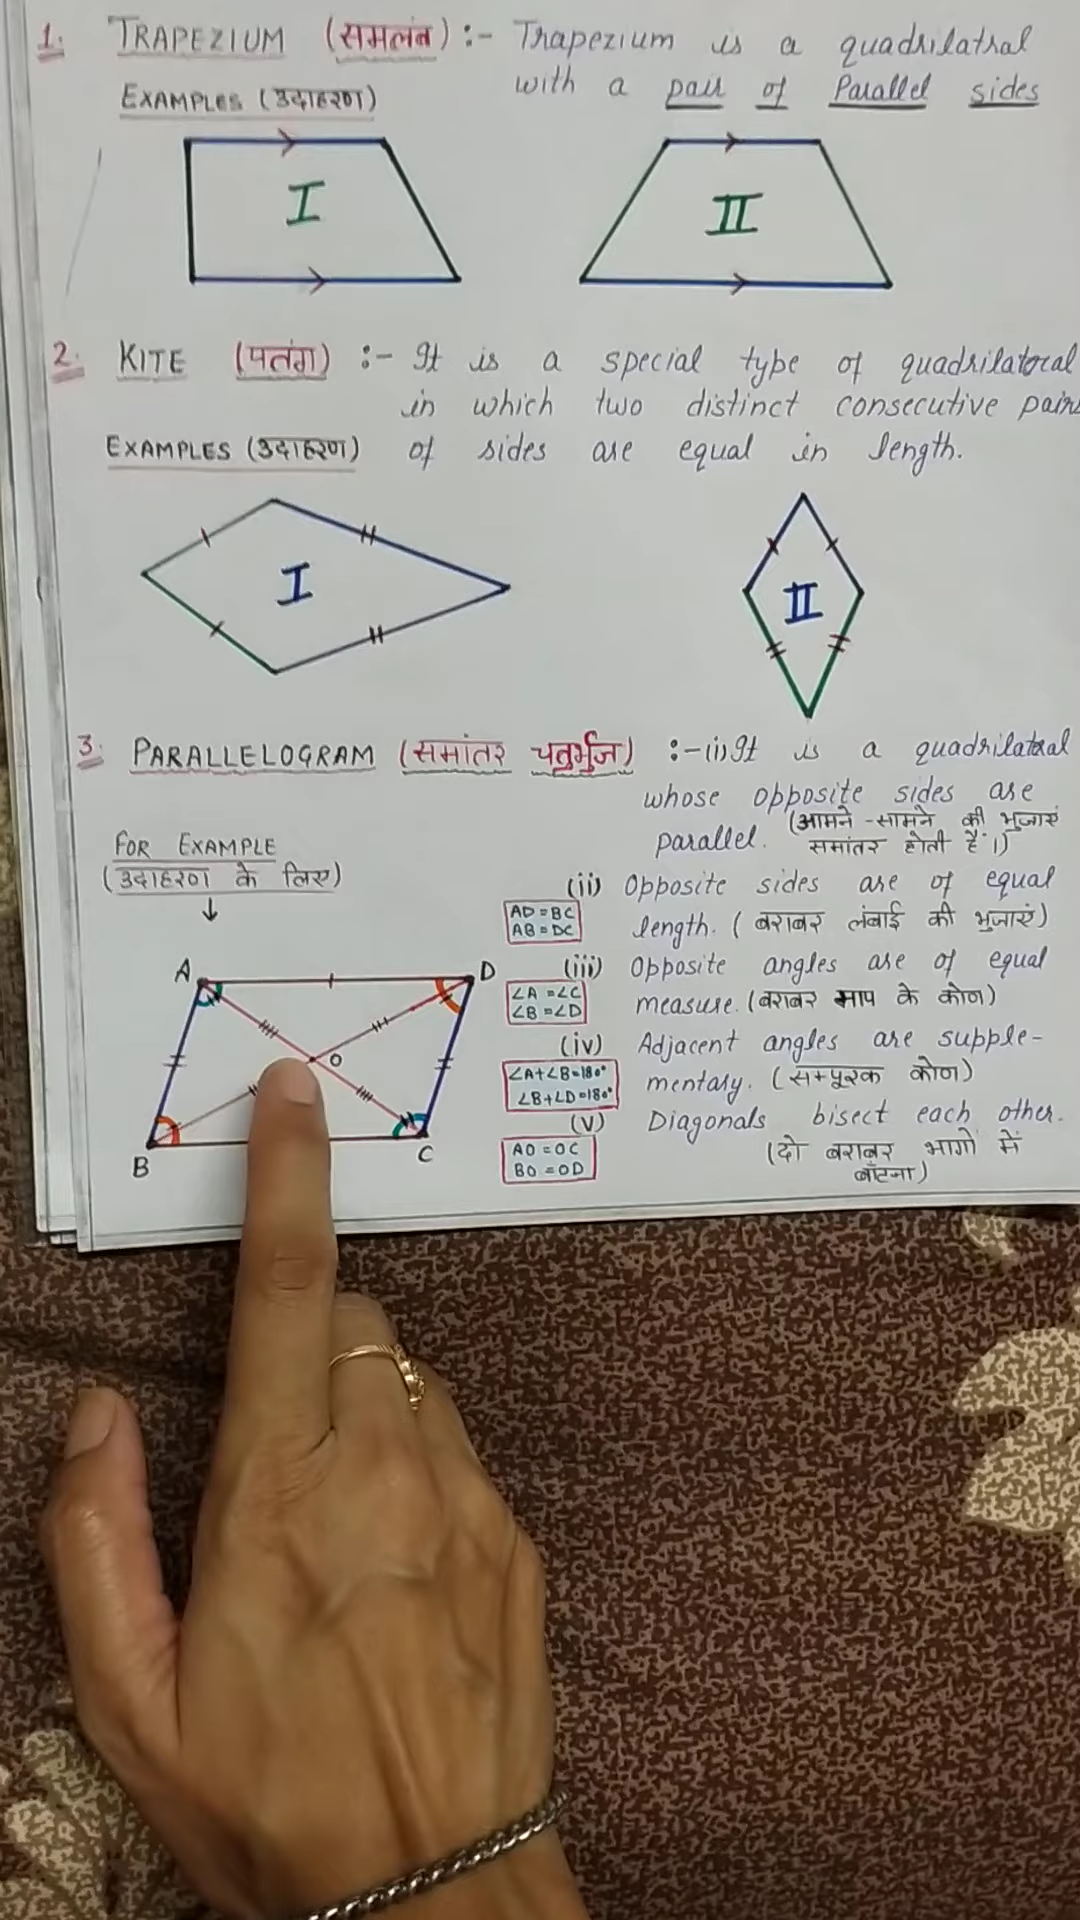 1. TRAPEZIUM (समलंब) :- Trapezium is a quadrilatral
with a pair of Parallel sides
EXAMPLES (उदाहरण)
I
II
2. KITE (पतंग) :- It is a special type of quadrilatoral
in which two distinct consecutive pairs
EXAMPLES (उदाहरण) of sides are equal in length.
I
II
3. PARALLELOGRAM (समांतर चतुर्भुज) :- (i) It is a quadrilateral
whose opposite sides are
parallel. (आमने-सामने की भुजाएं
समांतर होती हैं।)
FOR EXAMPLE
(उदाहरण के लिए)
↓
(ii) Opposite sides are of equal
length. (बराबर लंबाई की भुजाएं)
AD = BC
AB = DC
(iii) Opposite angles are of equal
measure. (बराबर माप के कोण)
∠A = ∠C
∠B = ∠D
(iv) Adjacent angles are supple-
mentary. (सम्पूरक कोण)
∠A+∠B=180°
∠B+∠D=180°
(v) Diagonals bisect each other.
(दो बराबर भागों में
बाँटना)
AO = OC
BO = OD
A
D
O
B
C